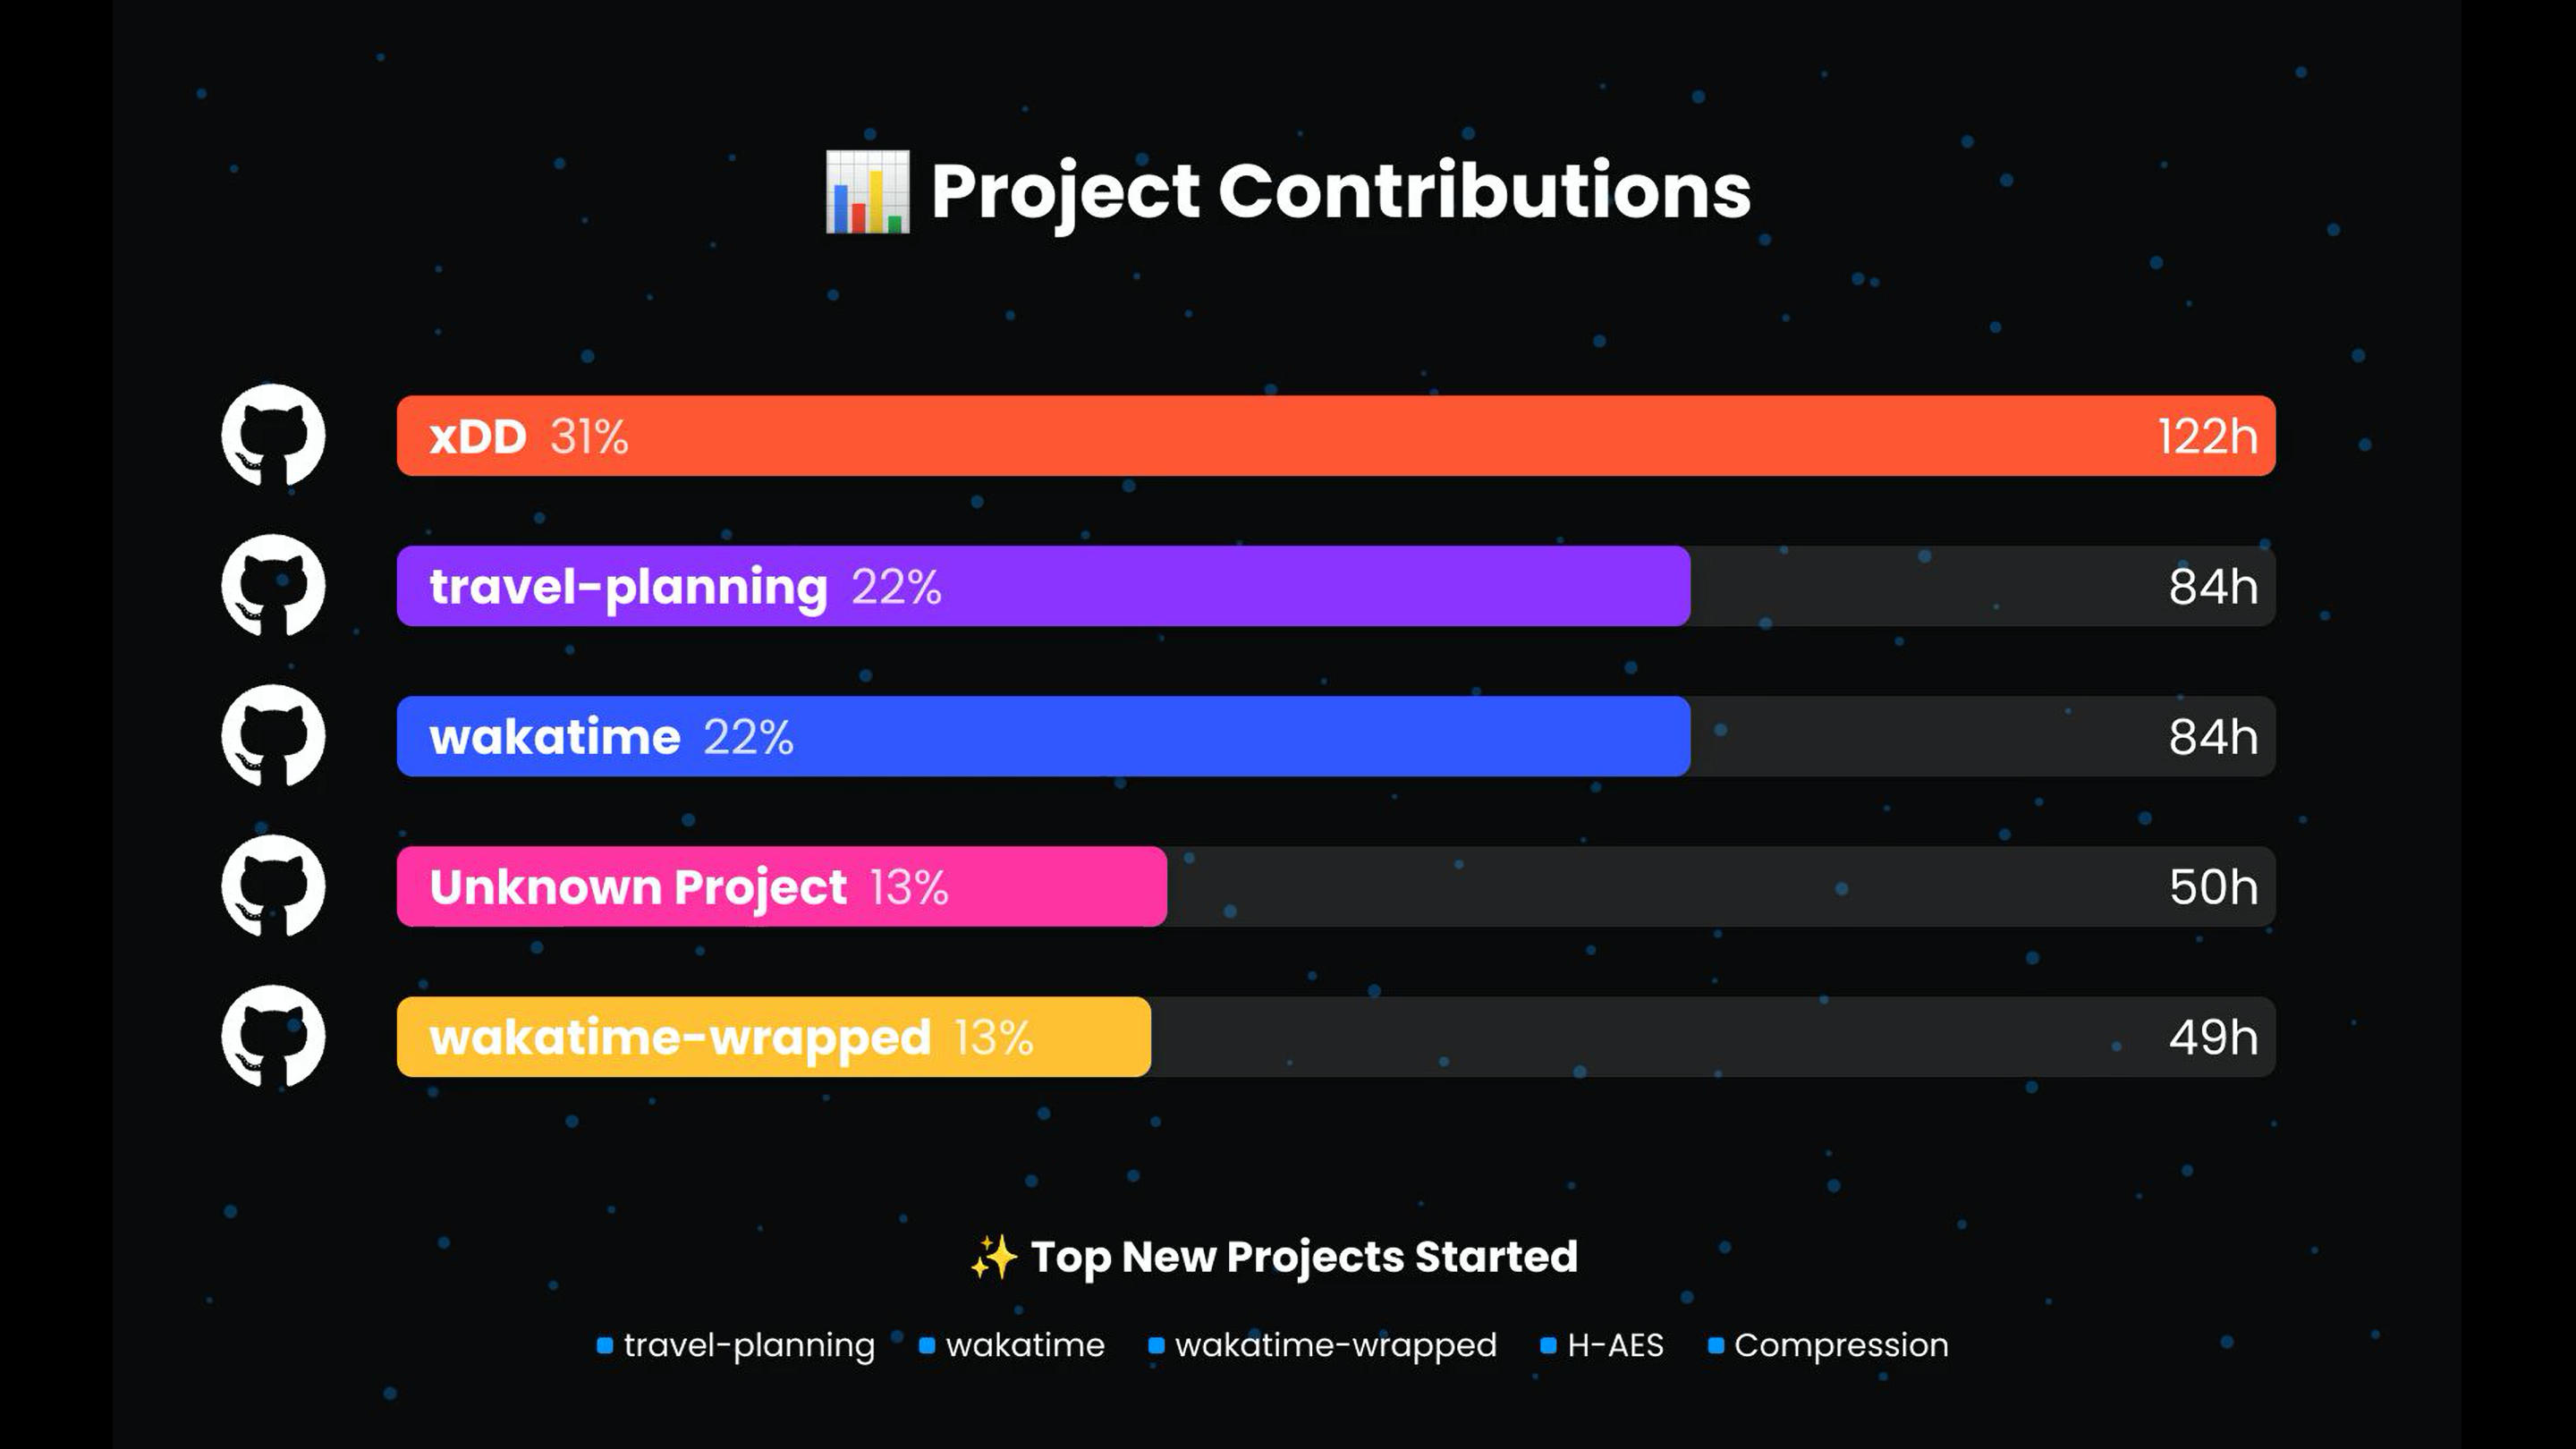 📊 Project Contributions
xDD 31% 122h
travel-planning 22% 84h
wakatime 22% 84h
Unknown Project 13% 50h
wakatime-wrapped 13% 49h
✨ Top New Projects Started
travel-planning wakatime wakatime-wrapped H-AES Compression